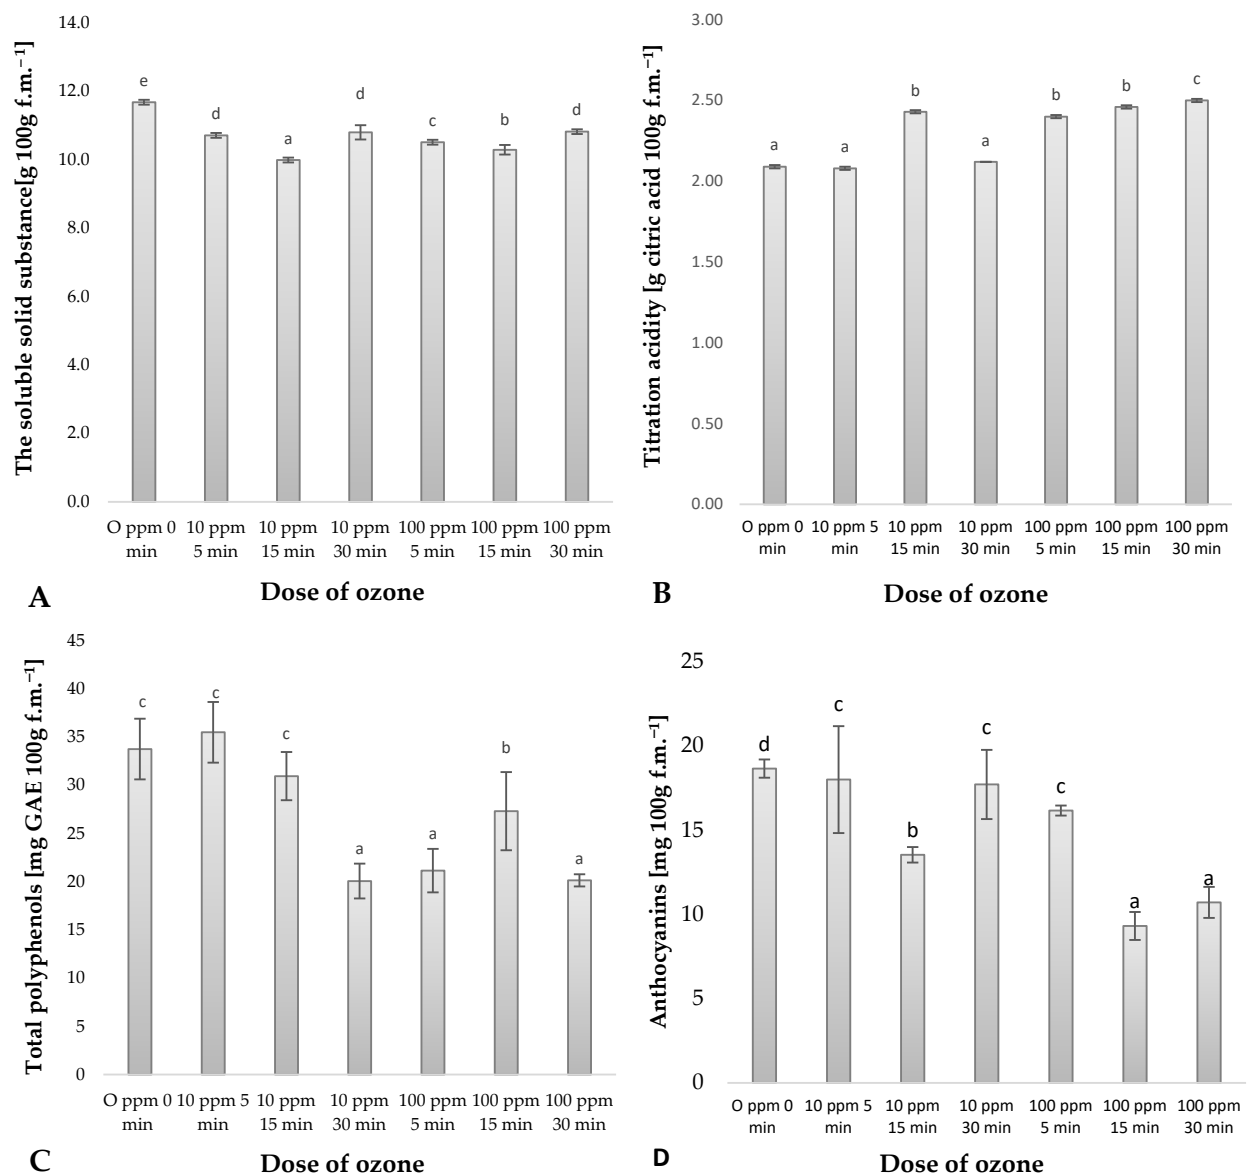 The soluble solid substance[g 100g f.m.⁻¹]
14.0
12.0
10.0
8.0
6.0
4.0
2.0
0.0
e
d
a
d
c
b
d
O ppm 0 min
10 ppm 5 min
10 ppm 15 min
10 ppm 30 min
100 ppm 5 min
100 ppm 15 min
100 ppm 30 min
A
Dose of ozone
Titration acidity [g citric acid 100g f.m.⁻¹]
3.00
2.50
2.00
1.50
1.00
0.50
0.00
a
a
b
a
b
b
c
O ppm 0 min
10 ppm 5 min
10 ppm 15 min
10 ppm 30 min
100 ppm 5 min
100 ppm 15 min
100 ppm 30 min
B
Dose of ozone
Total polyphenols [mg GAE 100g f.m.⁻¹]
45
40
35
30
25
20
15
10
5
0
c
c
c
a
a
b
a
O ppm 0 min
10 ppm 5 min
10 ppm 15 min
10 ppm 30 min
100 ppm 5 min
100 ppm 15 min
100 ppm 30 min
C
Dose of ozone
Anthocyanins [mg 100g f.m.⁻¹]
25
20
15
10
5
0
d
c
b
c
c
a
a
O ppm 0 min
10 ppm 5 min
10 ppm 15 min
10 ppm 30 min
100 ppm 5 min
100 ppm 15 min
100 ppm 30 min
D
Dose of ozone